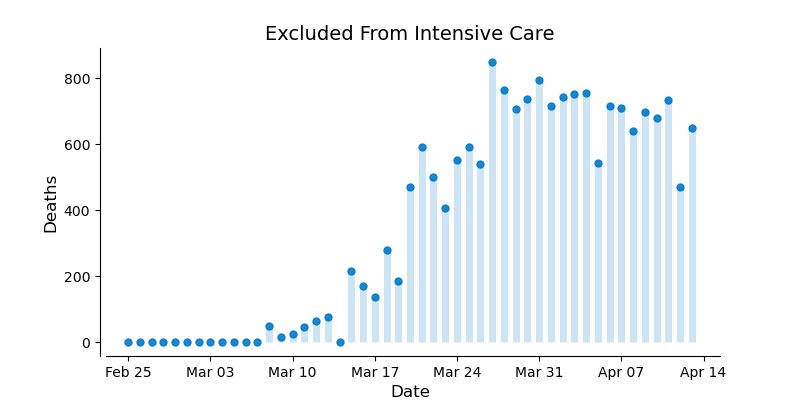 Excluded From Intensive Care
Deaths
800
600
400
200
0
Feb 25 Mar 03 Mar 10 Mar 17 Mar 24 Mar 31 Apr 07 Apr 14
Date